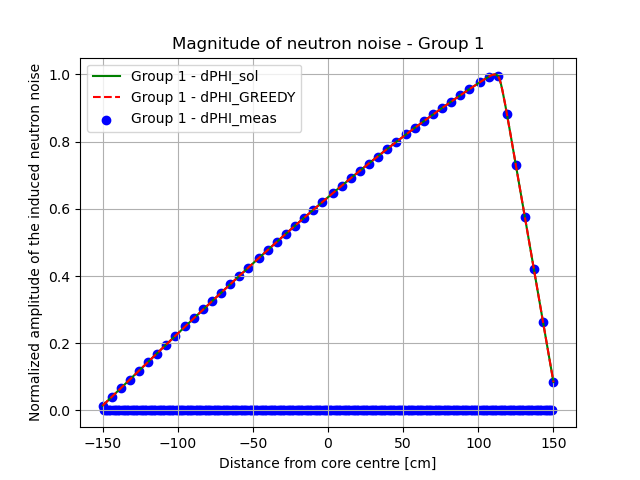 Magnitude of neutron noise - Group 1
Normalized amplitude of the induced neutron noise
1.0
0.8
0.6
0.4
0.2
0.0
Group 1 - dPHI_sol
Group 1 - dPHI_GREEDY
Group 1 - dPHI_meas
−150 −100 −50 0 50 100 150
Distance from core centre [cm]